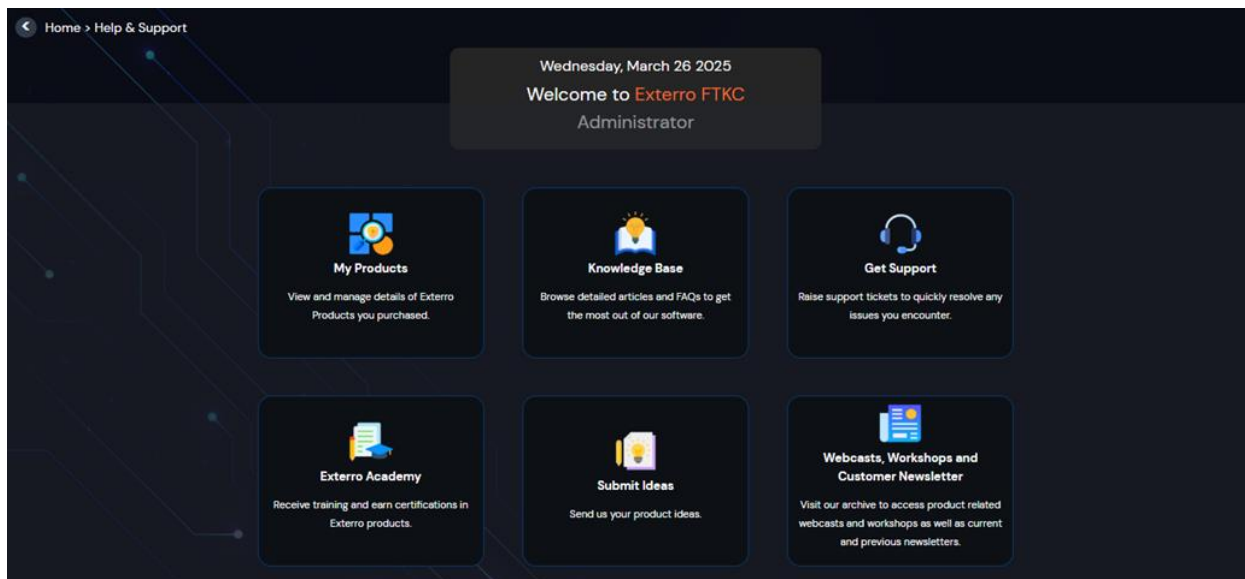 Home > Help & Support
Wednesday, March 26 2025
Welcome to Exterro FTKC
Administrator
My Products
View and manage details of Exterro
Products you purchased.
Knowledge Base
Browse detailed articles and FAQs to get
the most out of our software.
Get Support
Raise support tickets to quickly resolve any
issues you encounter.
Exterro Academy
Receive training and earn certifications in
Exterro products.
Submit Ideas
Send us your product ideas.
Webcasts, Workshops and
Customer Newsletter
Visit our archive to access product related
webcasts and workshops as well as current
and previous newsletters.